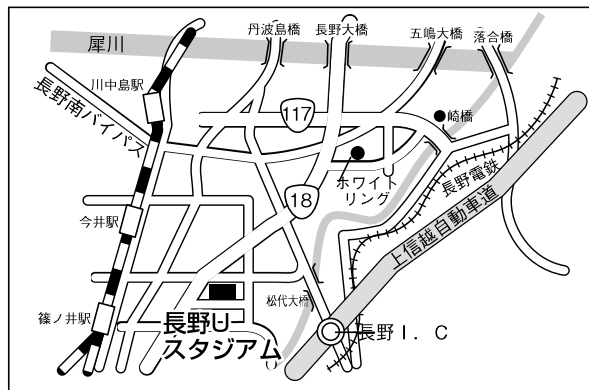 丹波島橋
長野大橋
五嶋大橋
落合橋
犀川
川中島駅
長野南バイパス
117
崎橋
ホワイト
リング
長野電鉄
18
上信越自動車道
今井駅
松代大橋
篠ノ井駅
長野U
スタジアム
長野I.C